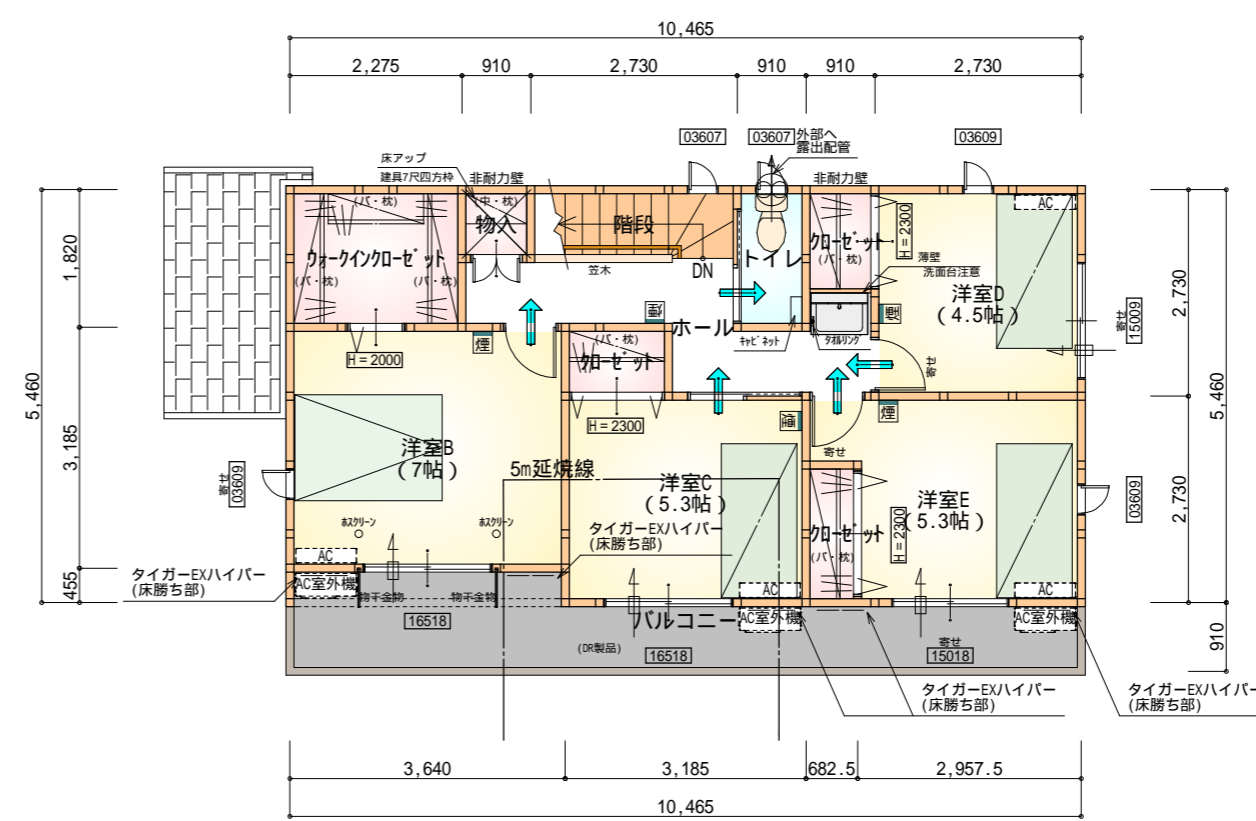 10,465
2,275
910
2,730
910
910
2,730
03607
03607
外部へ
露出配管
03609
床アップ
建具7尺四方枠
非耐力壁
非耐力壁
(パ・枕)
(中・枕)
物入
階段
AC
H=2300
ウォークインクローゼット
(パ・枕)
(パ・枕)
DN
トイレ
クローゼット
(パ・枕)
薄壁
洗面台注意
笠木
洋室D
(4.5帖)
煙
煙
ホール
キャビネット
タオルリング
寄せ
15009
煙
H=2000
(パ・枕)
クローゼット
寄せ
H=2300
煙
煙
寄せ
洋室B
(7帖)
5m延焼線
洋室C
(5.3帖)
洋室E
(5.3帖)
寄せ
03609
03609
ホスクリーン
ホスクリーン
タイガーEXハイパー
(床勝ち部)
クローゼット
(パ・枕)
H=2300
AC
AC
AC
タイガーEXハイパー
(床勝ち部)
AC室外機
物干金物
物干金物
16518
バルコニー
AC室外機
AC室外機
(DR製品)
16518
寄せ
15018
タイガーEXハイパー
(床勝ち部)
タイガーEXハイパー
(床勝ち部)
5,460
1,820
3,185
455
2,730
2,730
5,460
910
3,640
3,185
682.5
2,957.5
10,465